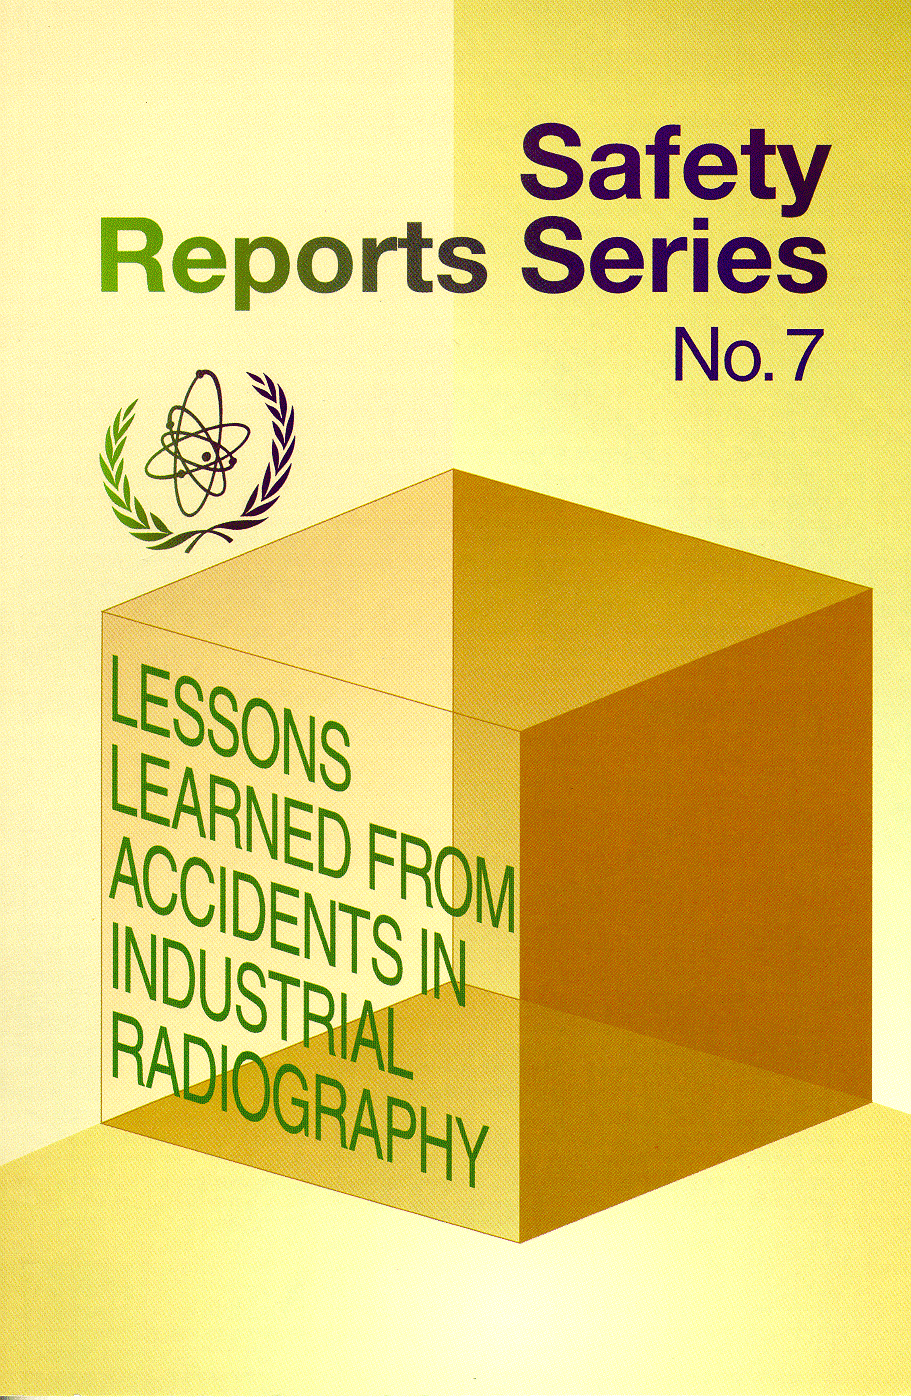 Safety
Reports Series
No. 7
LESSONS
LEARNED FROM
ACCIDENTS IN
INDUSTRIAL
RADIOGRAPHY